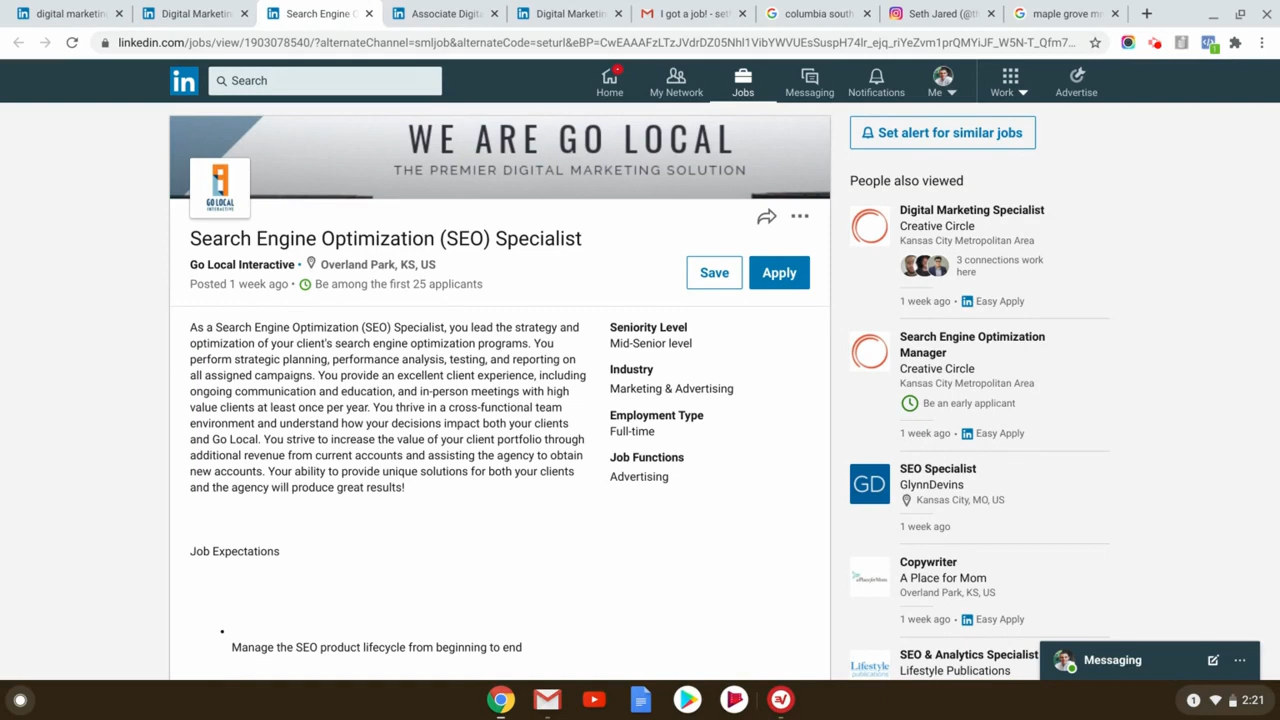 digital marketing
Digital Marketin
Search Engine O
Associate Digita
Digital Marketin
I got a job! - set
columbia south
Seth Jared (@th
maple grove mn
linkedin.com/jobs/view/1903078540/?alternateChannel=smljob&alternateCode=seturl&eBP=
Search
Home
My Network
Jobs
Messaging
Notifications
Me
Work
Advertise
WE ARE GO LOCAL
THE PREMIER DIGITAL MARKETING SOLUTION
GO LOCAL
INTERACTIVE
Search Engine Optimization (SEO) Specialist
Go Local Interactive • Overland Park, KS, US
Posted 1 week ago • Be among the first 25 applicants
Save
Apply
As a Search Engine Optimization (SEO) Specialist, you lead the strategy and
optimization of your client's search engine optimization programs. You
perform strategic planning, performance analysis, testing, and reporting on
all assigned campaigns. You provide an excellent client experience, including
ongoing communication and education, and in-person meetings with high
value clients at least once per year. You thrive in a cross-functional team
environment and understand how your decisions impact both your clients
and Go Local. You strive to increase the value of your client portfolio through
additional revenue from current accounts and assisting the agency to obtain
new accounts. Your ability to provide unique solutions for both your clients
and the agency will produce great results!
Job Expectations
•
Manage the SEO product lifecycle from beginning to end
Seniority Level
Mid-Senior level
Industry
Marketing & Advertising
Employment Type
Full-time
Job Functions
Advertising
Set alert for similar jobs
People also viewed
Digital Marketing Specialist
Creative Circle
Kansas City Metropolitan Area
3 connections work
here
1 week ago • Easy Apply
Search Engine Optimization
Manager
Creative Circle
Kansas City Metropolitan Area
Be an early applicant
1 week ago • Easy Apply
GD
SEO Specialist
GlynnDevins
Kansas City, MO, US
1 week ago
Copywriter
A Place for Mom
Overland Park, KS, US
1 week ago • Easy Apply
SEO & Analytics Specialist
Lifestyle Publications
Lifestyle
publications
Messaging
1
2:21